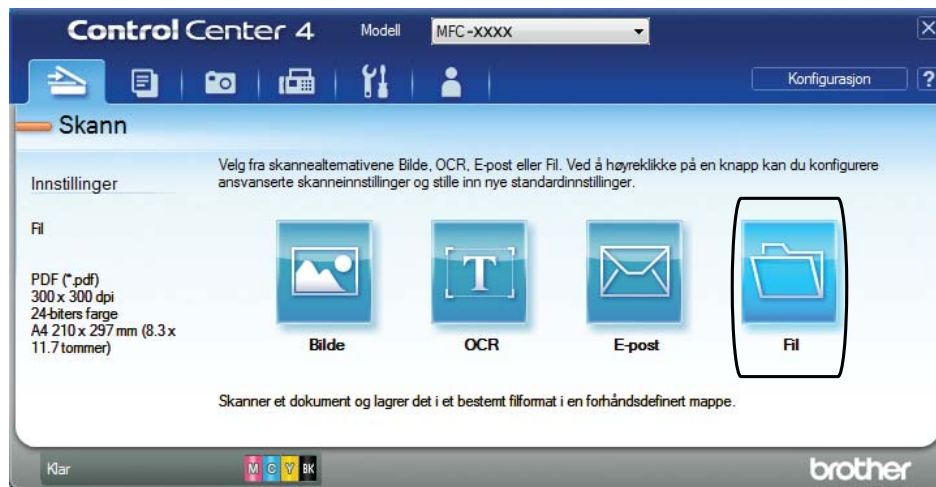 Control Center 4
Modell
MFC-XXXX
X
Konfigurasjon
?
Skann
Velg fra skannealternativene Bilde, OCR, E-post eller Fil. Ved å høyreklikke på en knapp kan du konfigurere
ansvanserte skanneinnstillinger og stille inn nye standardinnstillinger.
Innstillinger
Fil
PDF (*.pdf)
300 x 300 dpi
24-biters farge
A4 210 x 297 mm (8.3 x
11.7 tommer)
T
Bilde
OCR
E-post
Fil
Skanner et dokument og lagrer det i et bestemt filformat i en forhåndsdefinert mappe.
Klar
M C Y BK
brother